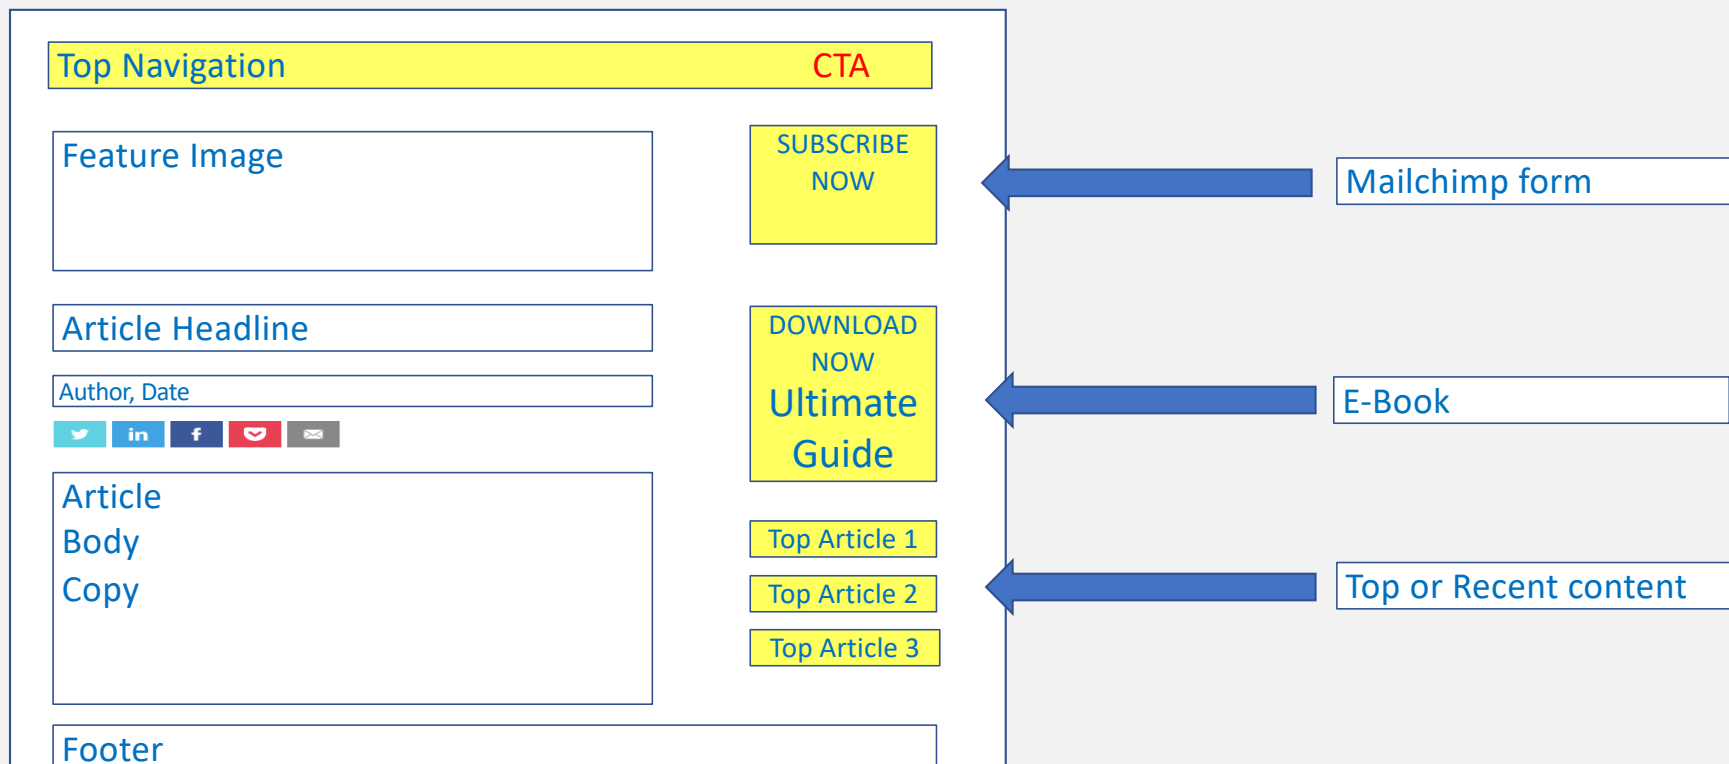 Top Navigation CTA
Feature Image
SUBSCRIBE
NOW
Mailchimp form
Article Headline
Author, Date
in f
DOWNLOAD
NOW
Ultimate
Guide
E-Book
Article
Body
Copy
Top Article 1
Top Article 2
Top Article 3
Top or Recent content
Footer